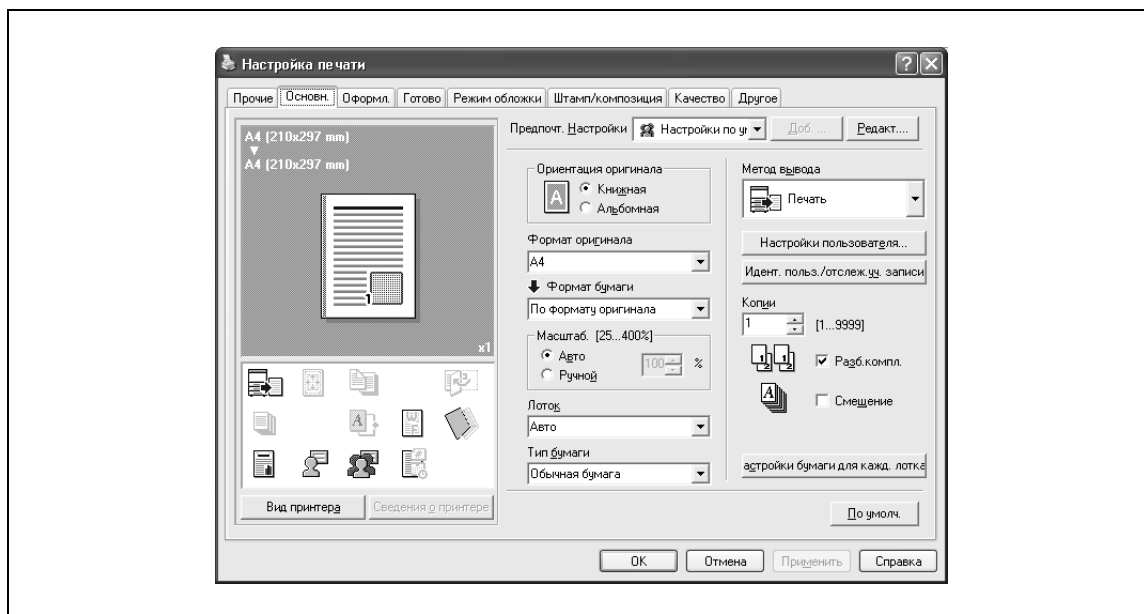 Настройка печати
Прочие Основн. Оформл. Готово Режим обложки Штамп/композиция Качество Другое
A4 (210x297 mm)
A4 (210x297 mm)
1
x1
Вид принтера Сведения о принтере
Предпочт. Настройки Настройки по ум Доб. ... Редакт....
Ориентация оригинала
A
Книжная
Альбомная
Формат оригинала
A4
Формат бумаги
По формату оригинала
Масштаб. [25...400%]
Авто
Ручной
100 %
Лоток
Авто
Тип бумаги
Обычная бумага
Метод вывода
Печать
Настройки пользователя...
Идент. польз./отслеж.уч. записи
Копии
1 [1...9999]
Разб.компл.
Смещение
астройки бумаги для кажд. лотка
По умолч.
OK Отмена Применить Справка